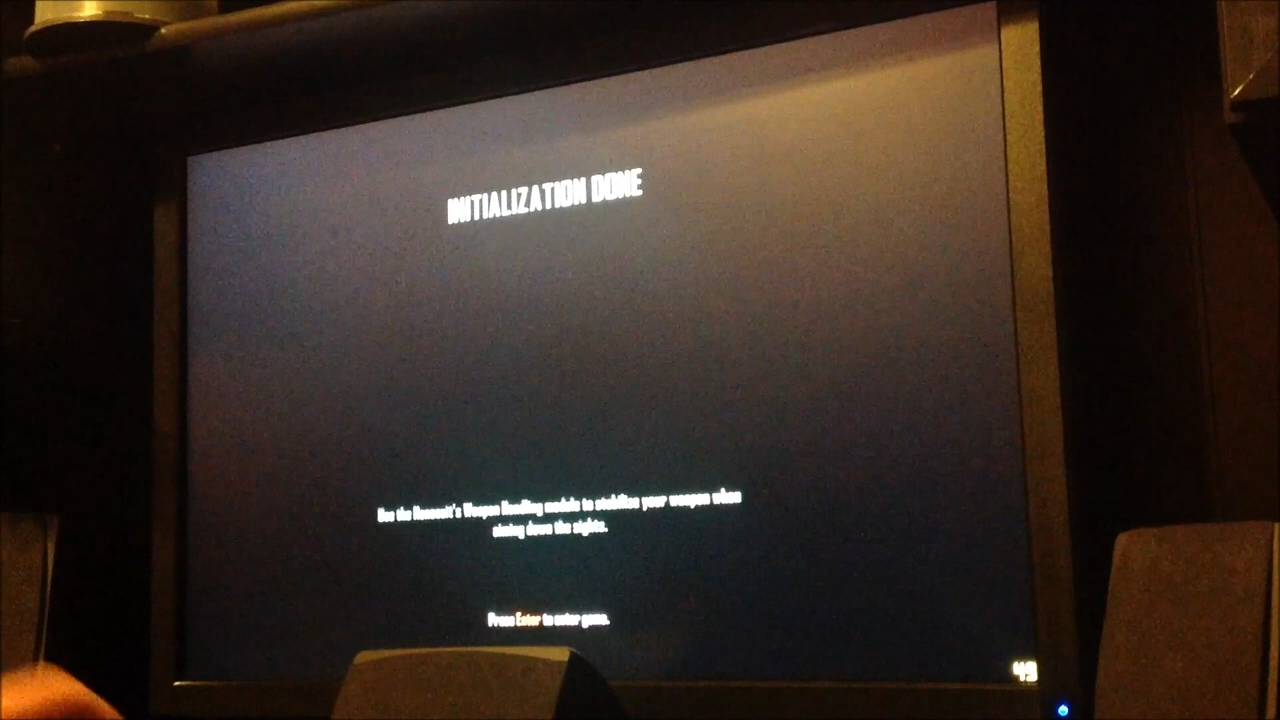 INITIALIZATION DONE
Use the Nanosuit's Weapon Handling module to stabilize your weapon when
aiming down the sights.
Press Enter to enter game.
49